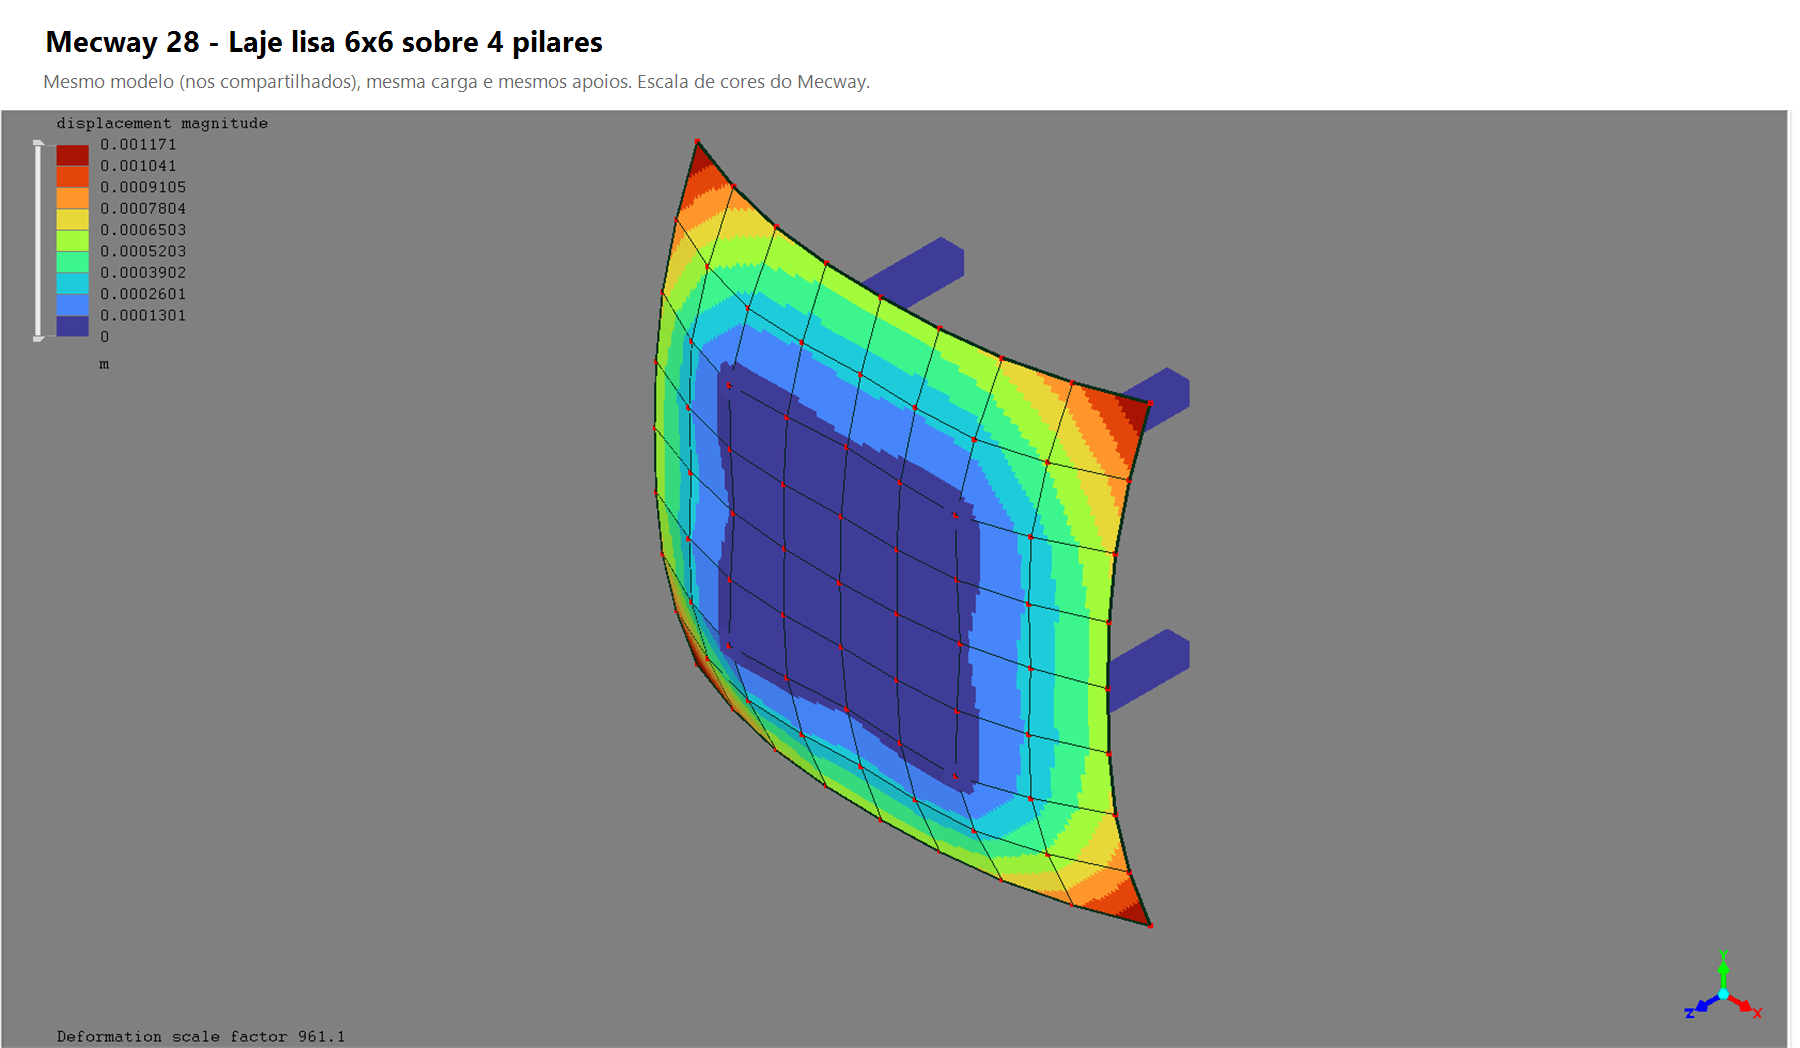 Mecway 28 - Laje lisa 6x6 sobre 4 pilares
Mesmo modelo (nos compartilhados), mesma carga e mesmos apoios. Escala de cores do Mecway.
displacement magnitude
0.001171
0.001041
0.0009105
0.0007804
0.0006503
0.0005203
0.0003902
0.0002601
0.0001301
0
m
Y
Z
X
Deformation scale factor 961.1